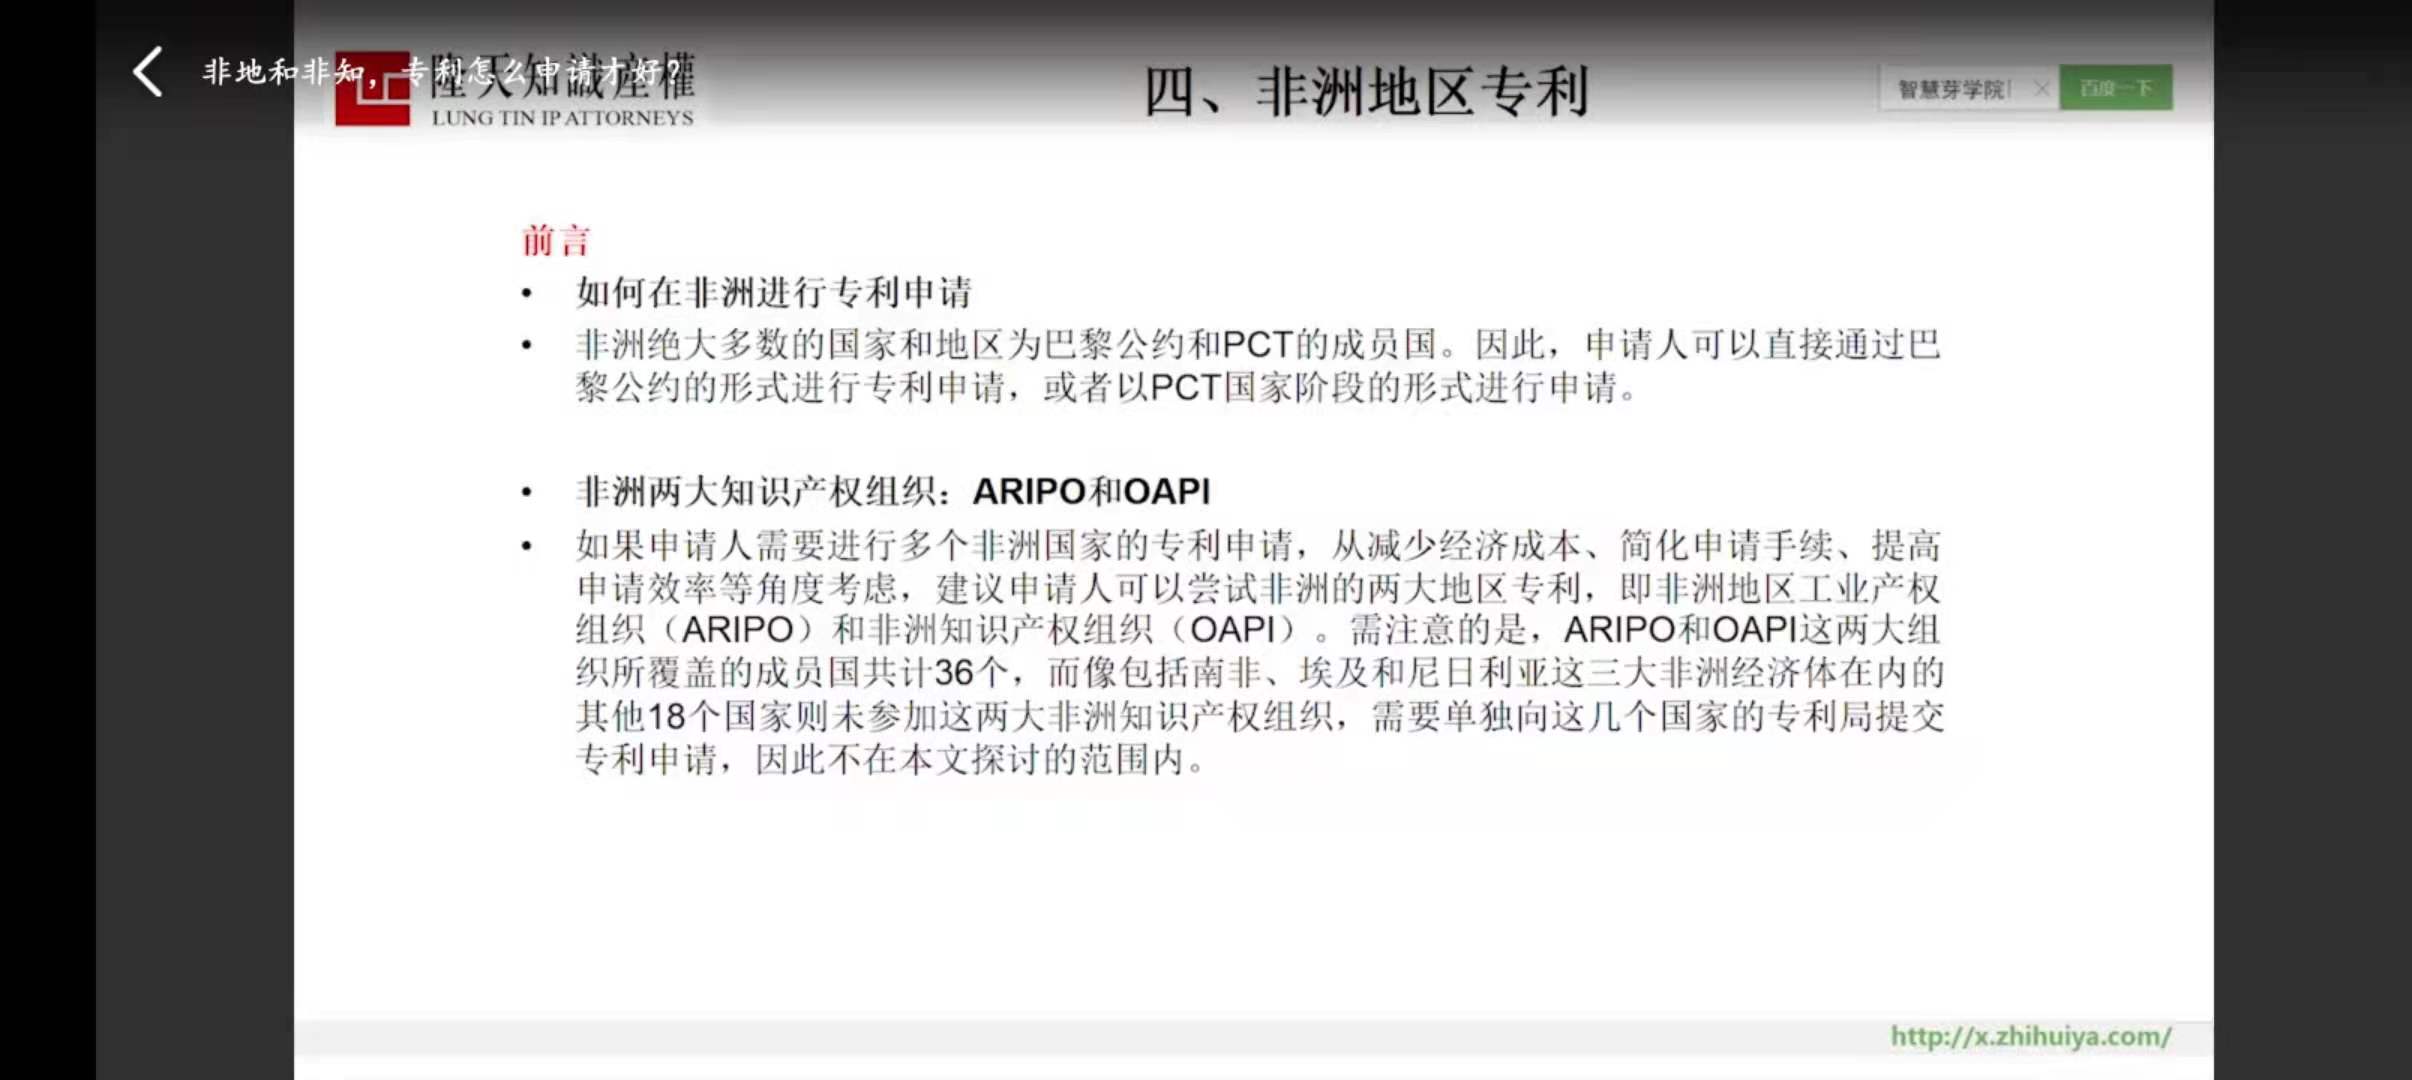 非地和非知，专利怎么申请才好？
隆天知識產權
LUNG TIN IP ATTORNEYS
四、非洲地区专利
智慧芽学院
百度一下
前言
• 如何在非洲进行专利申请
• 非洲绝大多数的国家和地区为巴黎公约和PCT的成员国。因此，申请人可以直接通过巴
黎公约的形式进行专利申请，或者以PCT国家阶段的形式进行申请。
• 非洲两大知识产权组织：ARIPO和OAPI
• 如果申请人需要进行多个非洲国家的专利申请，从减少经济成本、简化申请手续、提高
申请效率等角度考虑，建议申请人可以尝试非洲的两大地区专利，即非洲地区工业产权
组织（ARIPO）和非洲知识产权组织（OAPI）。需注意的是，ARIPO和OAPI这两大组
织所覆盖的成员国共计36个，而像包括南非、埃及和尼日利亚这三大非洲经济体在内的
其他18个国家则未参加这两大非洲知识产权组织，需要单独向这几个国家的专利局提交
专利申请，因此不在本文探讨的范围内。
http://x.zhihuiya.com/